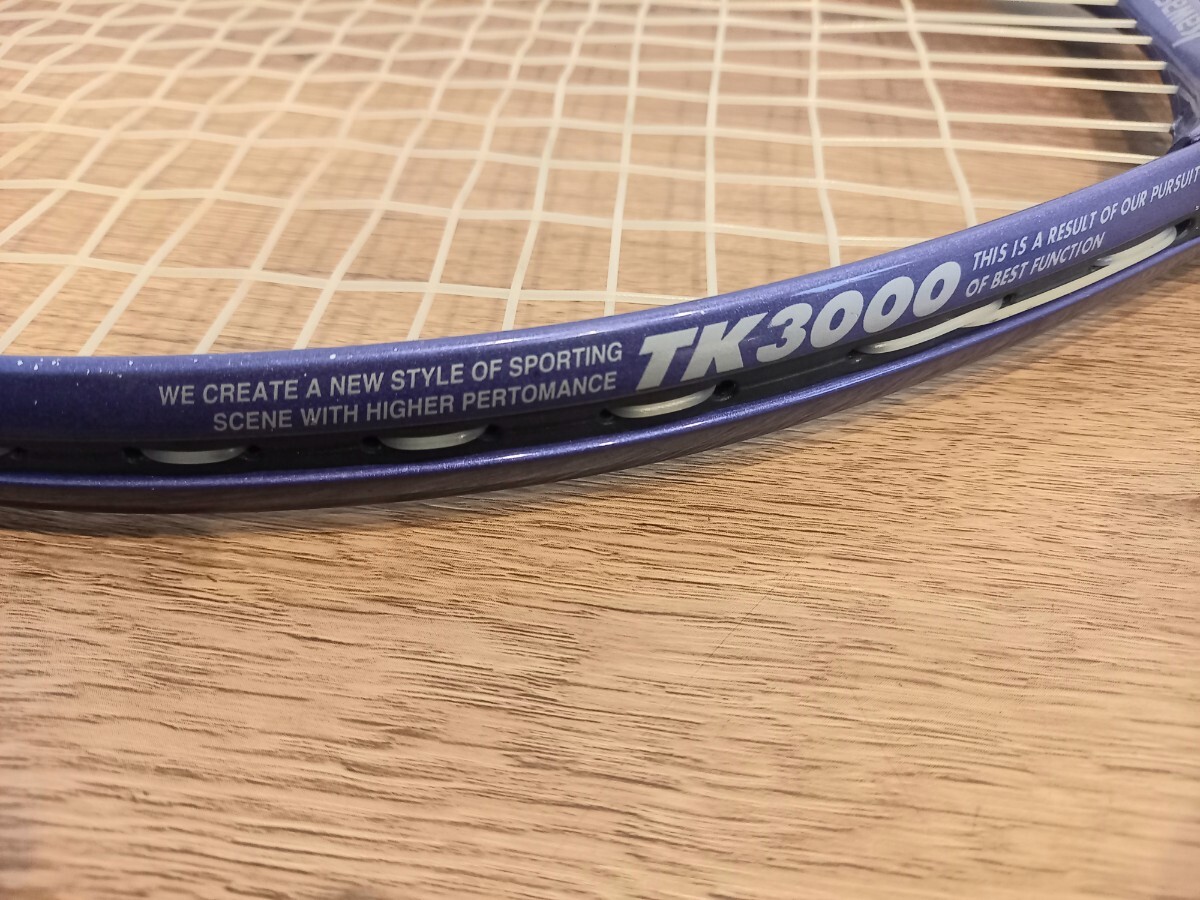 WE CREATE A NEW STYLE OF SPORTING
SCENE WITH HIGHER PERTOMANCE
TK3000
THIS IS A RESULT OF OUR PURSUIT
OF BEST FUNCTION